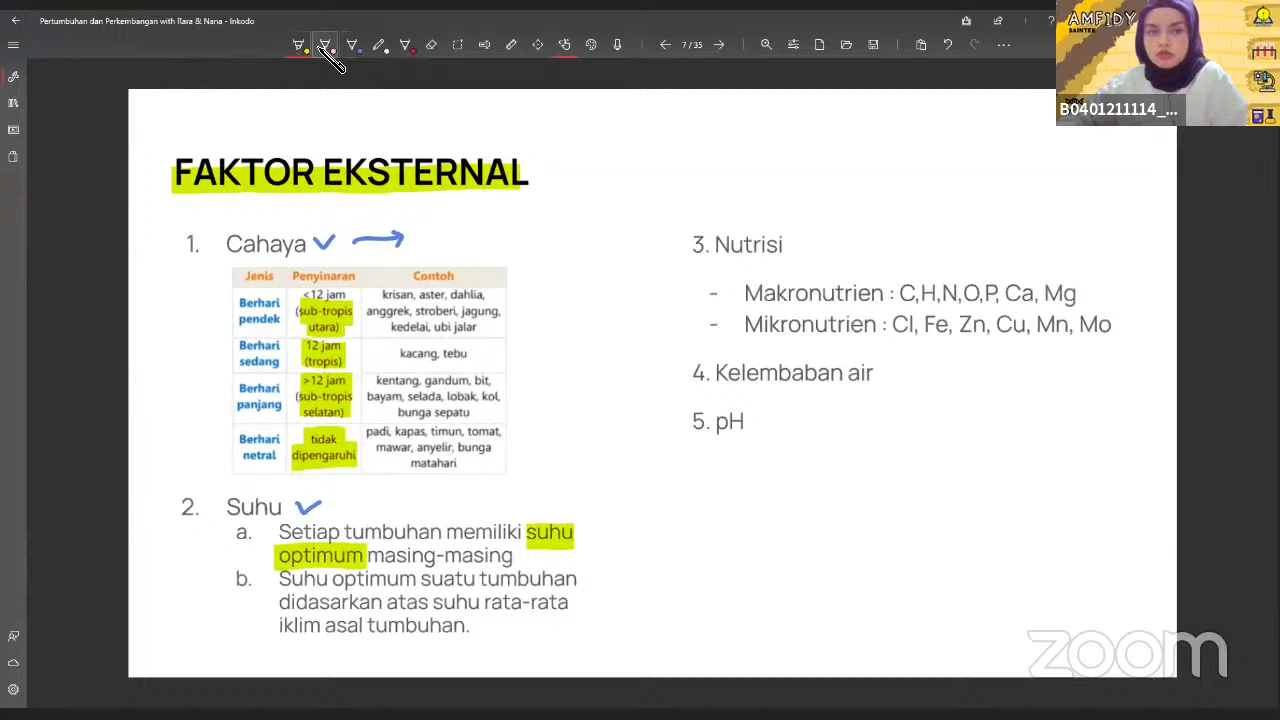 Pertumbuhan dan Perkembangan with Rara & Nana - Inkodo
7 / 35
AMFIDY
SAINTEK
B0401211114_...
FAKTOR EKSTERNAL
1. Cahaya
Jenis Penyinaran Contoh
Berhari pendek
<12 jam
(sub-tropis
utara)
krisan, aster, dahlia,
anggrek, stroberi, jagung,
kedelai, ubi jalar
Berhari sedang
12 jam
(tropis)
kacang, tebu
Berhari panjang
>12 jam
(sub-tropis
selatan)
kentang, gandum, bit,
bayam, selada, lobak, kol,
bunga sepatu
Berhari netral
tidak
dipengaruhi
padi, kapas, timun, tomat,
mawar, anyelir, bunga
matahari
2. Suhu
a. Setiap tumbuhan memiliki suhu
optimum masing-masing
b. Suhu optimum suatu tumbuhan
didasarkan atas suhu rata-rata
iklim asal tumbuhan.
3. Nutrisi
- Makronutrien : C,H,N,O,P, Ca, Mg
- Mikronutrien : Cl, Fe, Zn, Cu, Mn, Mo
4. Kelembaban air
5. pH
zoom